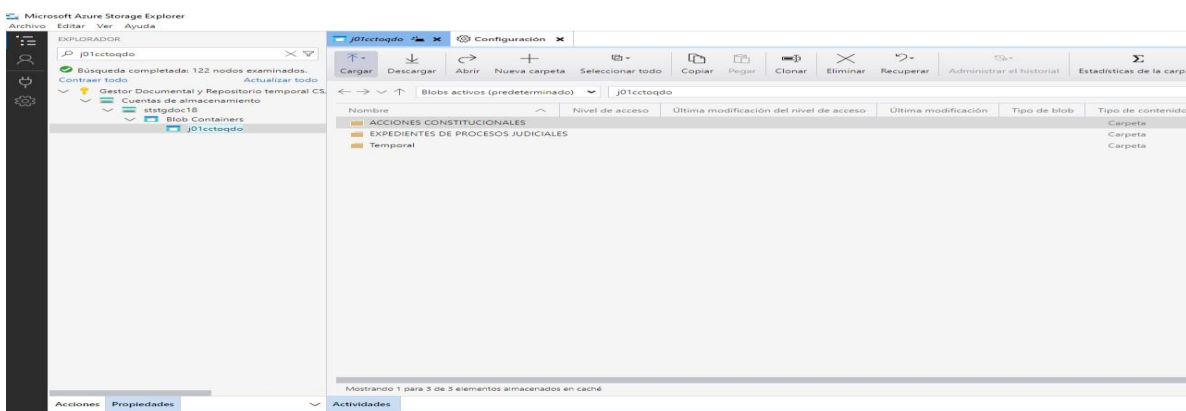 Microsoft Azure Storage Explorer
Archivo Editar Ver Ayuda
EXPLORADOR
j01cctoqdo
Búsqueda completada: 122 nodos examinados.
Contraer todo Actualizar todo
Gestor Documental y Repositorio temporal CS
Cuentas de almacenamiento
ststgdoc18
Blob Containers
j01cctoqdo
Acciones Propiedades
j01cctoqdo Configuración
Cargar Descargar Abrir Nueva carpeta Seleccionar todo Copiar Pegar Clonar Eliminar Recuperar Administrar el historial Estadísticas de la carpe
Blobs activos (predeterminado) j01cctoqdo
Nombre Nivel de acceso Última modificación del nivel de acceso Última modificación Tipo de blob Tipo de contenido
ACCIONES CONSTITUCIONALES Carpeta
EXPEDIENTES DE PROCESOS JUDICIALES Carpeta
Temporal Carpeta
Mostrando 1 para 3 de 3 elementos almacenados en caché
Actividades